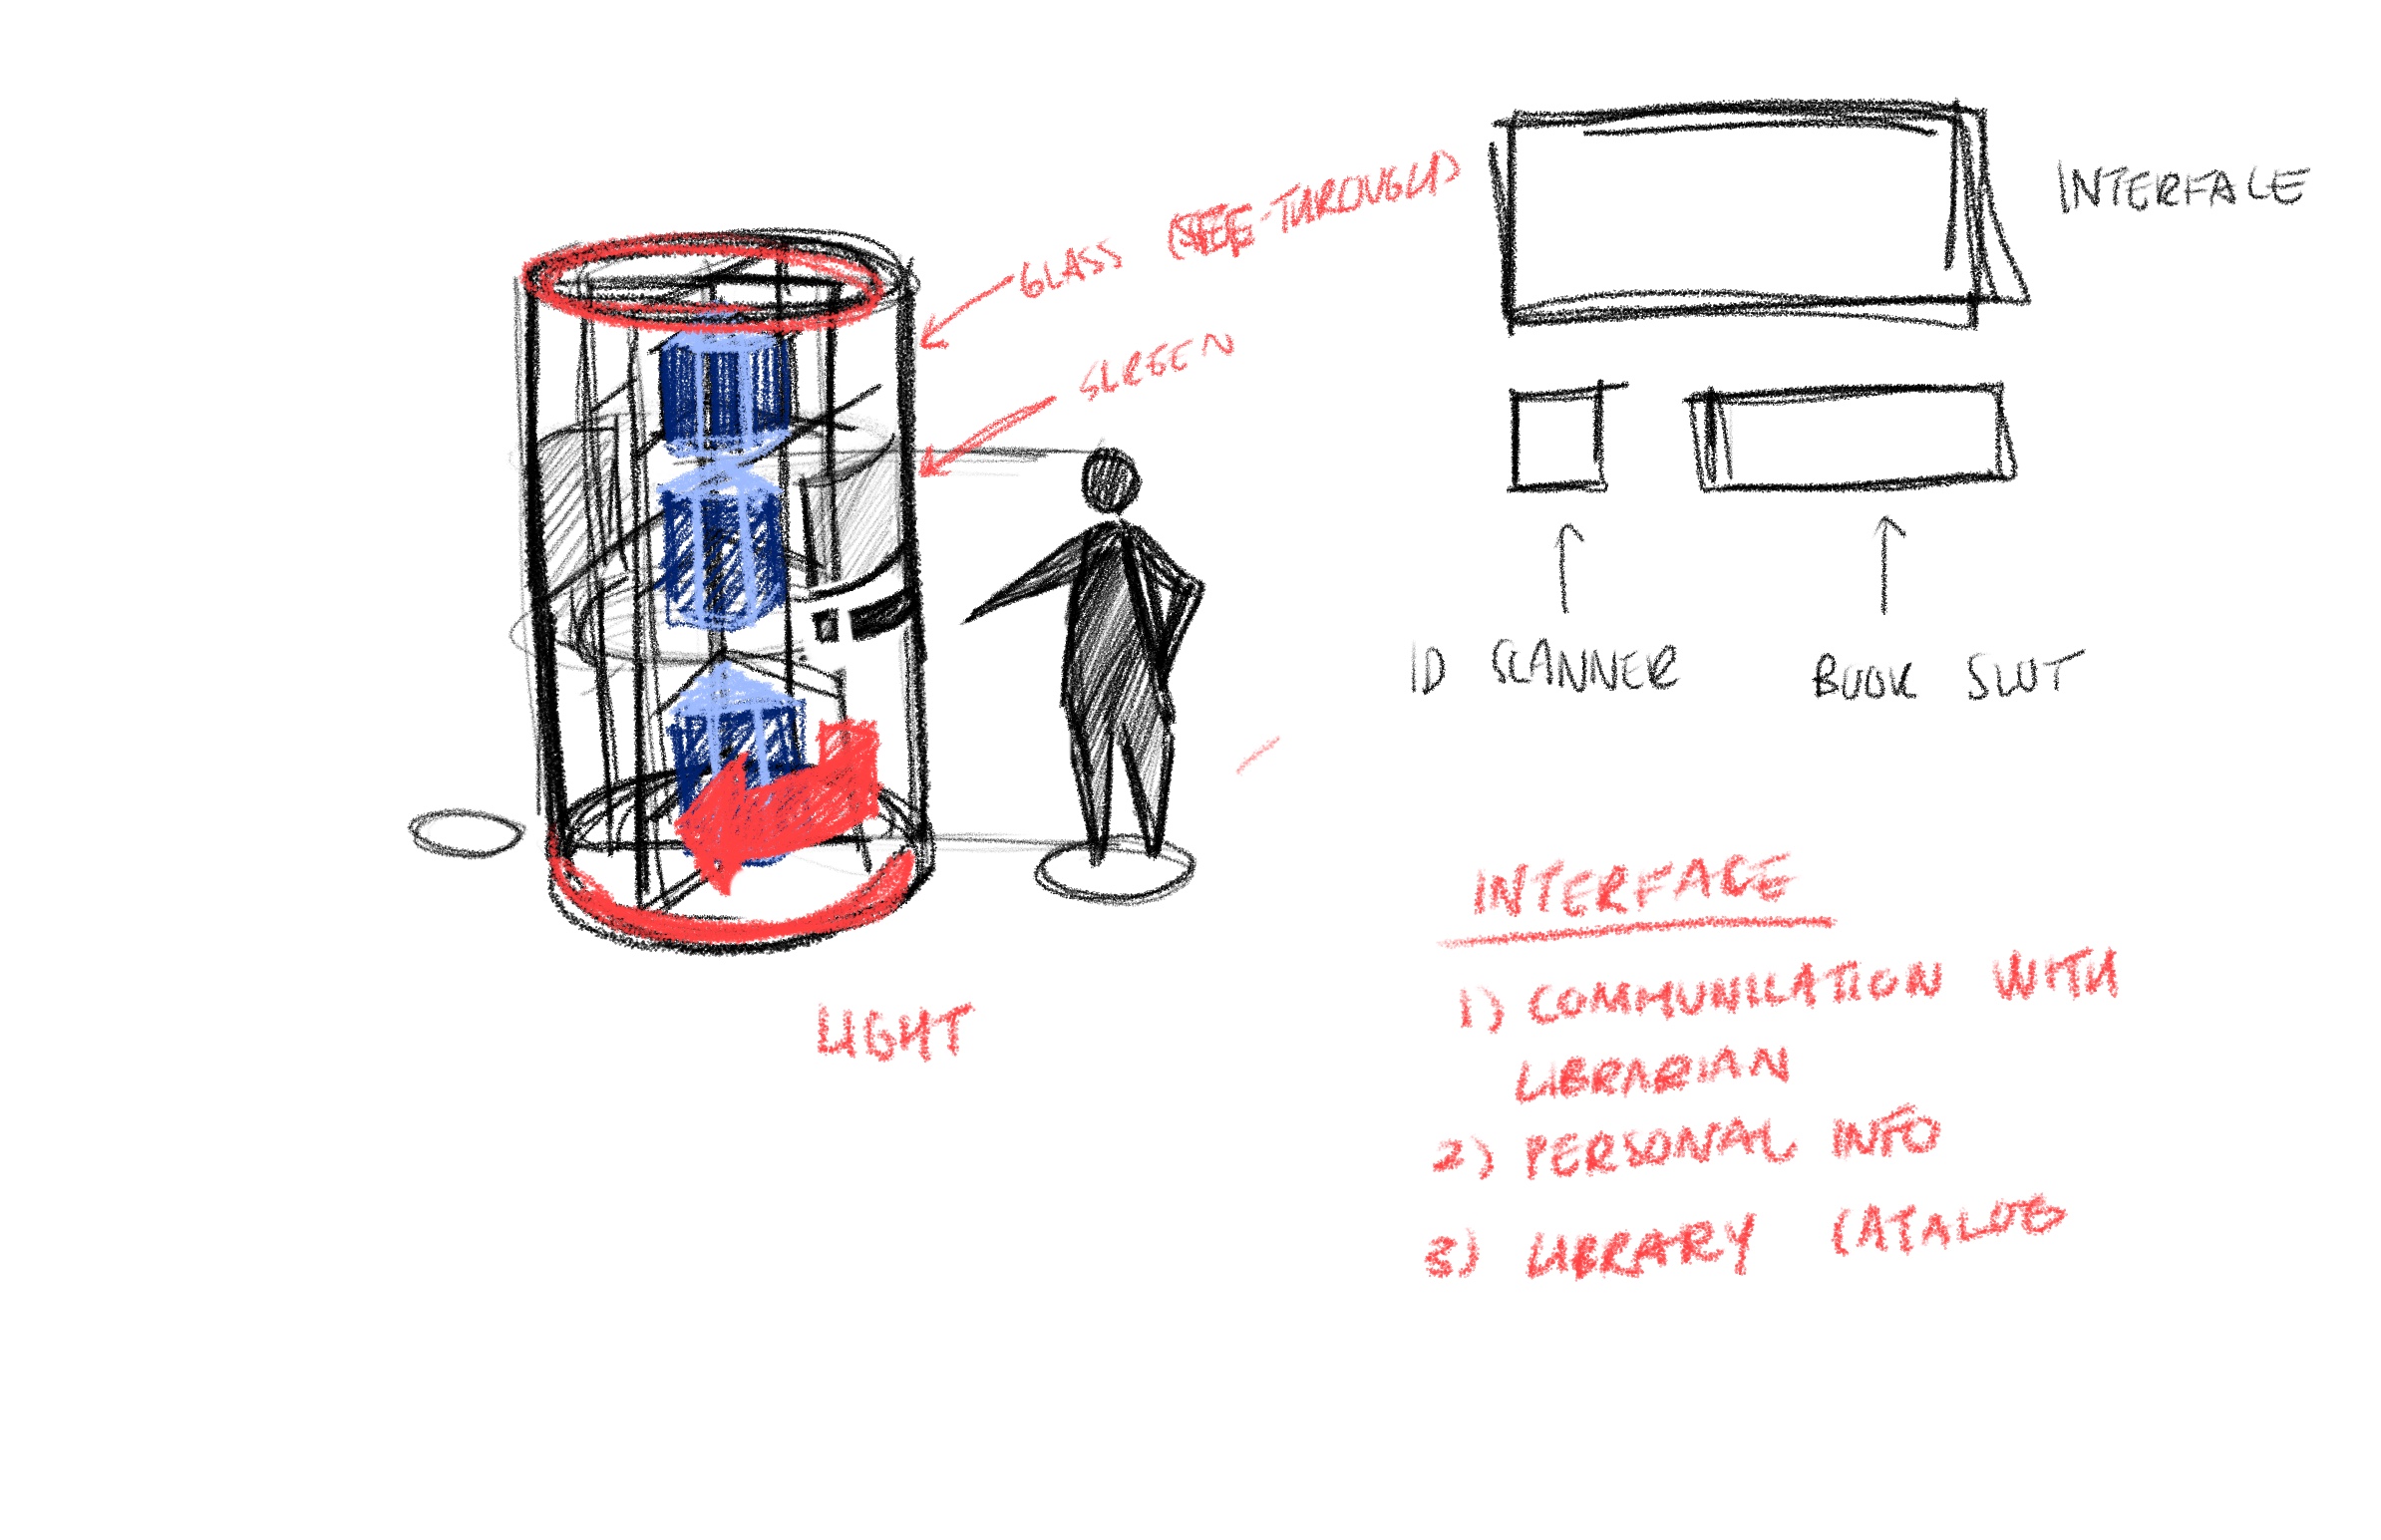 GLASS (SEE-THROUGH)
SCREEN
INTERFACE
ID SCANNER
BOOK SLOT
LIGHT
INTERFACE
1) COMMUNICATION WITH
LIBRARIAN
2) PERSONAL INFO
3) LIBRARY CATALOG